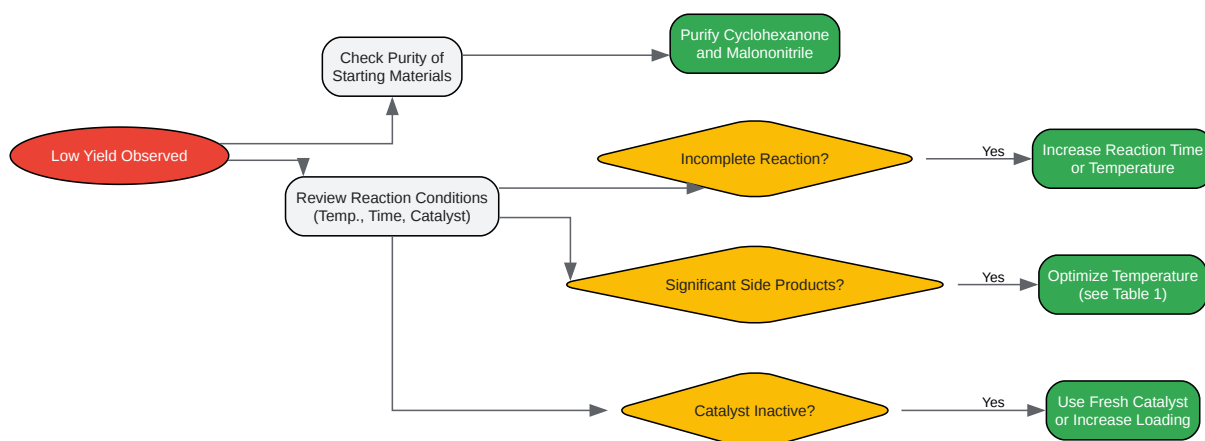 Purify Cyclohexanone
and Malononitrile
Check Purity of
Starting Materials
Low Yield Observed
Incomplete Reaction?
Yes
Increase Reaction Time
or Temperature
Review Reaction Conditions
(Temp., Time, Catalyst)
Significant Side Products?
Yes
Optimize Temperature
(see Table 1)
Catalyst Inactive?
Yes
Use Fresh Catalyst
or Increase Loading